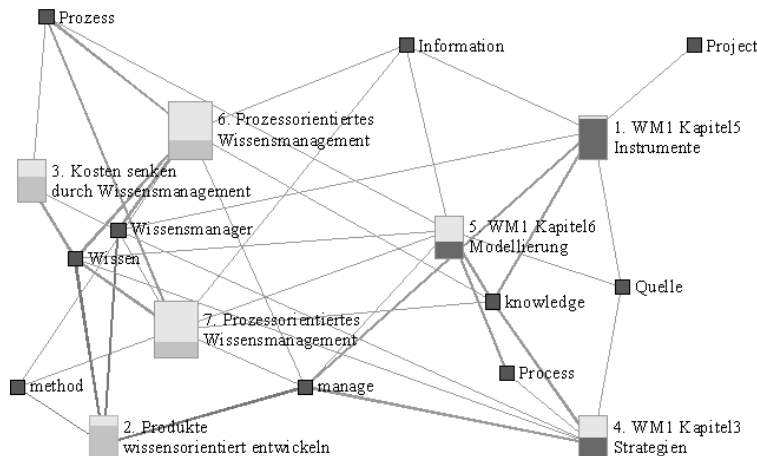 Prozess
Information
Project
6. Prozessorientiertes
Wissensmanagement
1. WM1 Kapitel5
Instrumente
3. Kosten senken
durch Wissensmanagement
Wissensmanager
5. WM1 Kapitel6
Modellierung
Wissen
Quelle
knowledge
7. Prozessorientiertes
Wissensmanagement
Process
method
manage
2. Produkte
wissensorientiert entwickeln
4. WM1 Kapitel3
Strategien